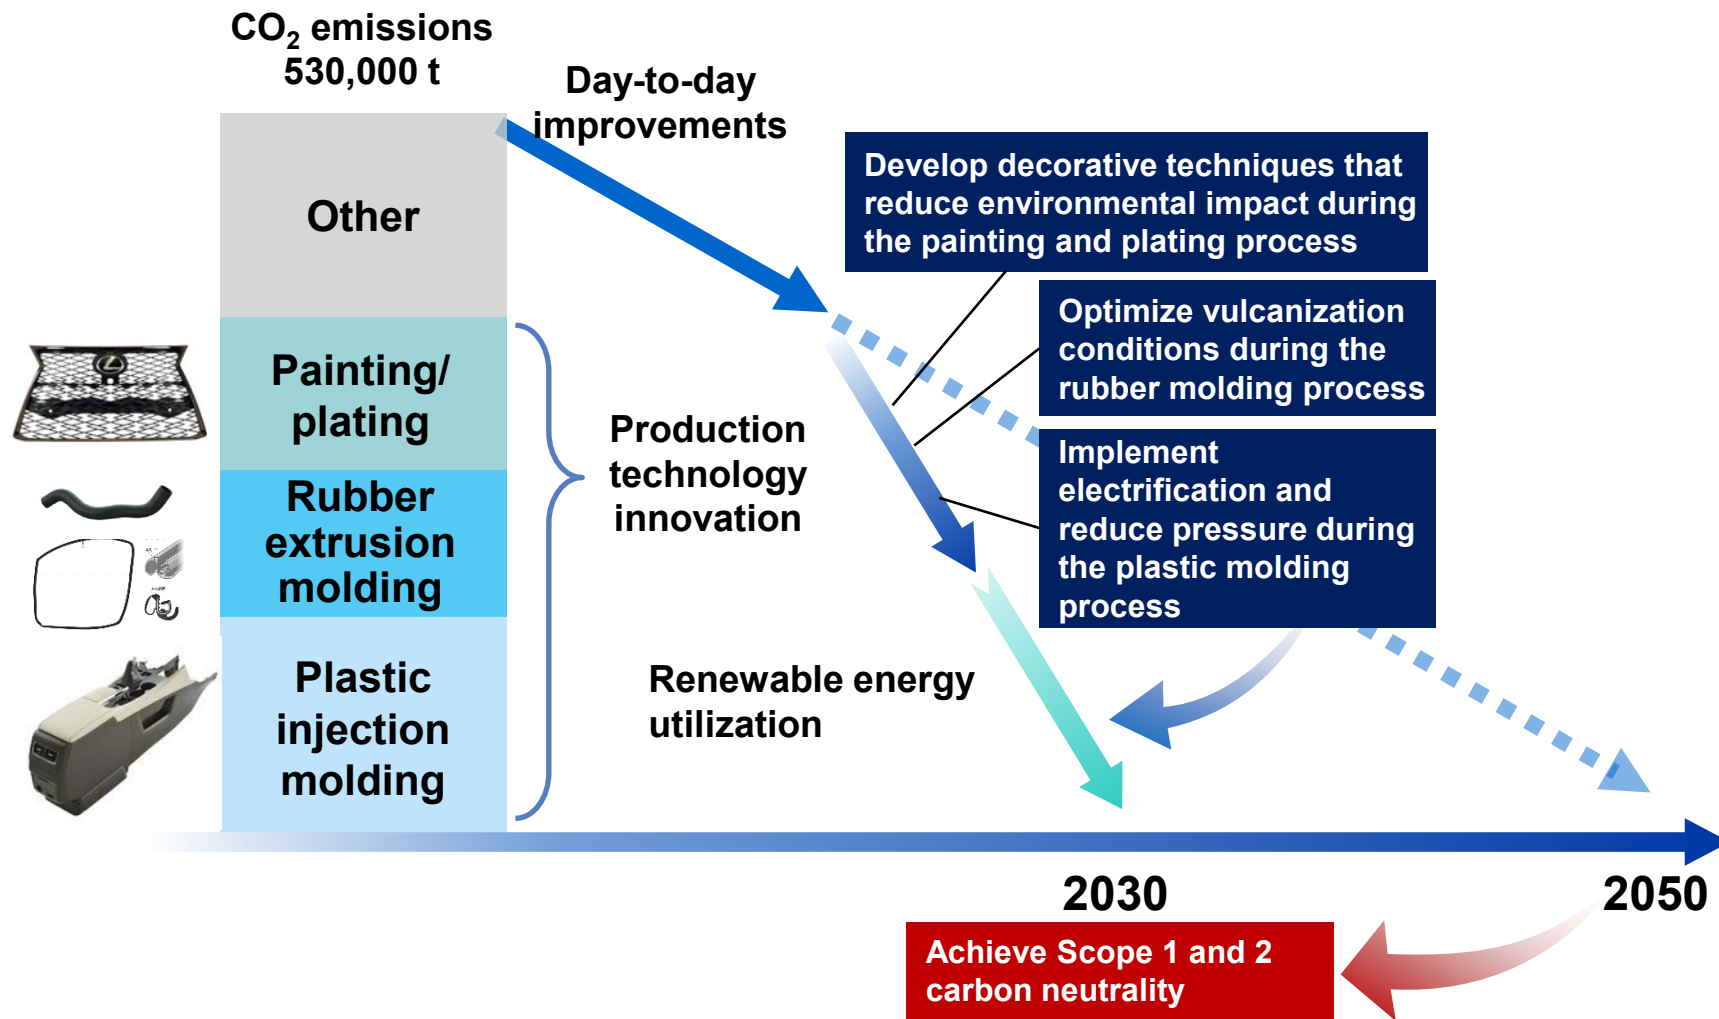 CO₂ emissions
530,000 t
Day-to-day
improvements
Develop decorative techniques that
reduce environmental impact during
the painting and plating process
Other
Optimize vulcanization
conditions during the
rubber molding process
Painting/
plating
Production
technology
innovation
Implement
electrification and
reduce pressure during
the plastic molding
process
Rubber
extrusion
molding
Plastic
injection
molding
Renewable energy
utilization
2030
2050
Achieve Scope 1 and 2
carbon neutrality